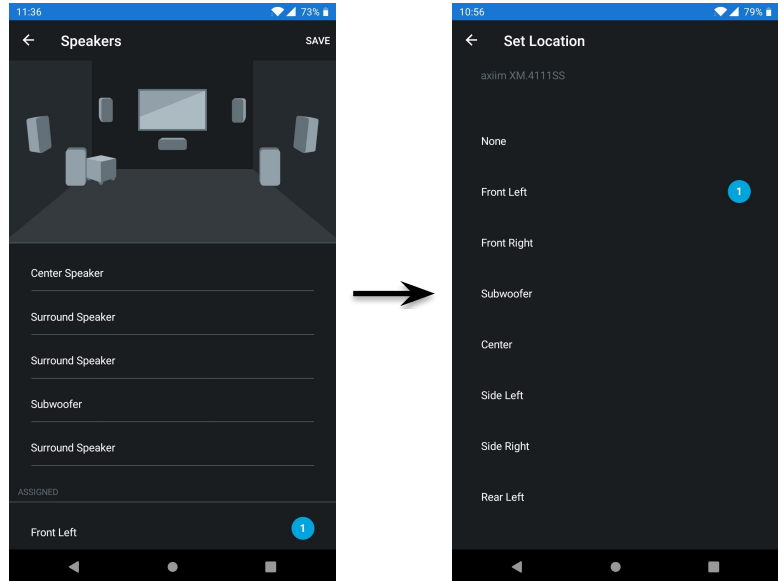 11:36
73%
Speakers
SAVE
Center Speaker
Surround Speaker
Surround Speaker
Subwoofer
Surround Speaker
ASSIGNED
Front Left
1
10:56
79%
Set Location
axiim XM.4111SS
None
Front Left
1
Front Right
Subwoofer
Center
Side Left
Side Right
Rear Left